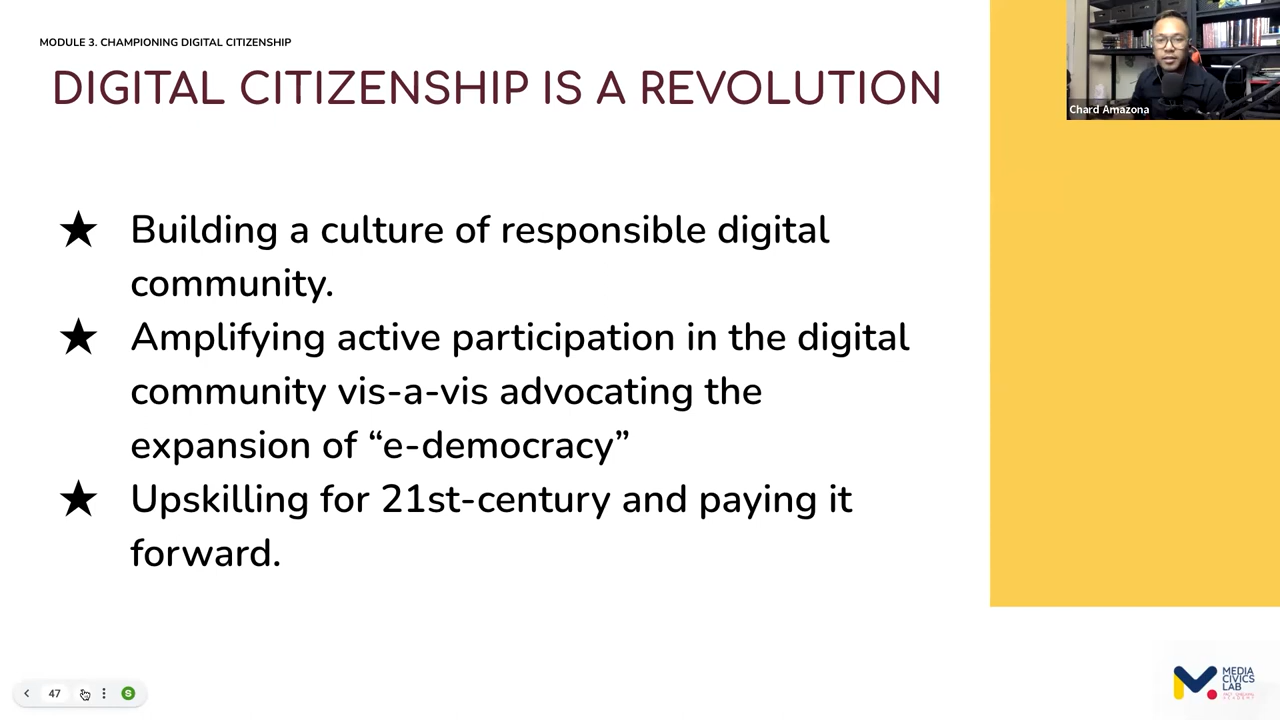 MODULE 3. CHAMPIONING DIGITAL CITIZENSHIP
DIGITAL CITIZENSHIP IS A REVOLUTION
Chard Amazona
★ Building a culture of responsible digital
community.
★ Amplifying active participation in the digital
community vis-a-vis advocating the
expansion of “e-democracy”
★ Upskilling for 21st-century and paying it
forward.
47
S
MEDIA
CIVICS
LAB